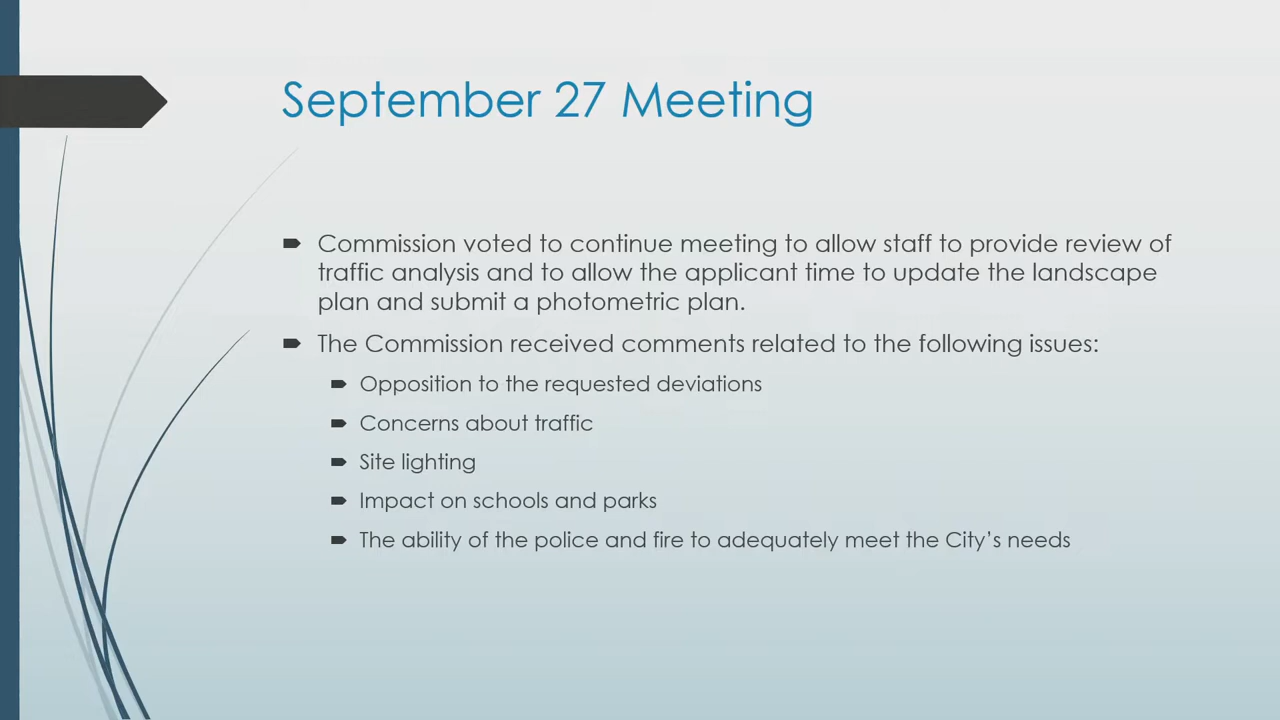 September 27 Meeting
Commission voted to continue meeting to allow staff to provide review of
traffic analysis and to allow the applicant time to update the landscape
plan and submit a photometric plan.
The Commission received comments related to the following issues:
Opposition to the requested deviations
Concerns about traffic
Site lighting
Impact on schools and parks
The ability of the police and fire to adequately meet the City’s needs